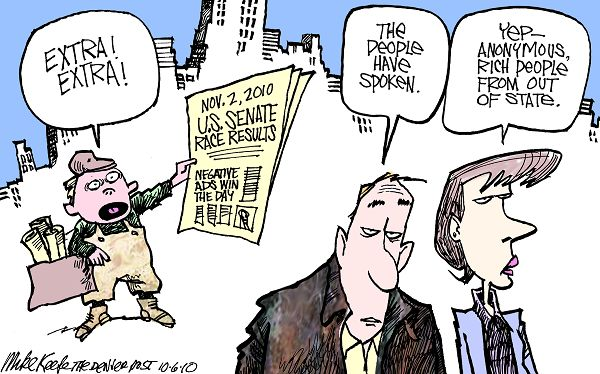 EXTRA!
EXTRA!
NOV. 2, 2010
U.S. SENATE
RACE RESULTS
NEGATIVE
ADS WIN
THE DAY
THE
PEOPLE
HAVE
SPOKEN.
YEP—
ANONYMOUS,
RICH PEOPLE
FROM OUT
OF STATE.
Mike Keefe THE DENVER POST 10-6-10